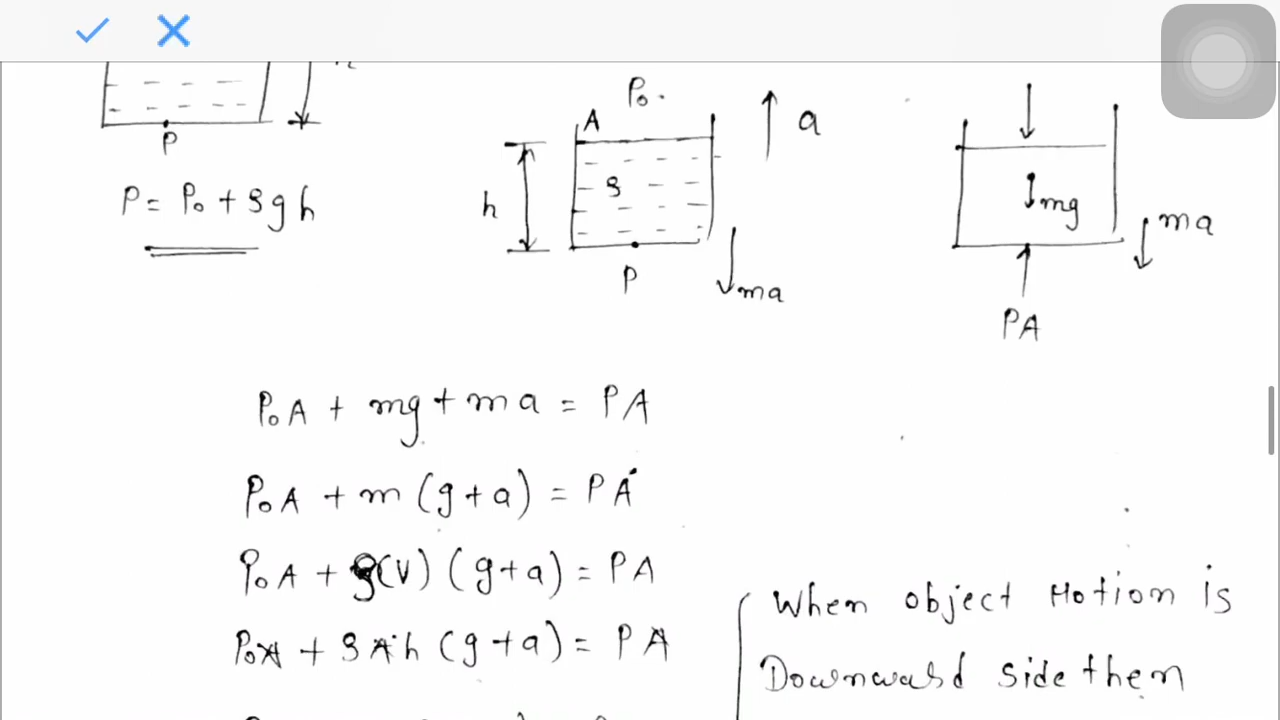 P
P = P₀ + ρgh
P₀.
A
a
h
ρ
P
ma
mg
ma
PA
P₀A + mg + ma = PA
P₀A + m (g+a) = PA
P₀A + ρ(V) (g+a) = PA
P₀A + ρAh (g+a) = PA
When object Motion is
Downward side them